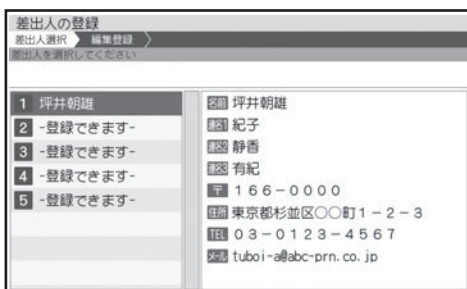 差出人の登録
差出人選択 編集登録
差出人を選択してください
1 坪井朝雄
2 -登録できます-
3 -登録できます-
4 -登録できます-
5 -登録できます-
名前 坪井朝雄
連名1 紀子
連名2 静香
連名3 有紀
〒 166-0000
住所 東京都杉並区○○町1-2-3
TEL 03-0123-4567
メール tuboi-a@abc-prn.co.jp